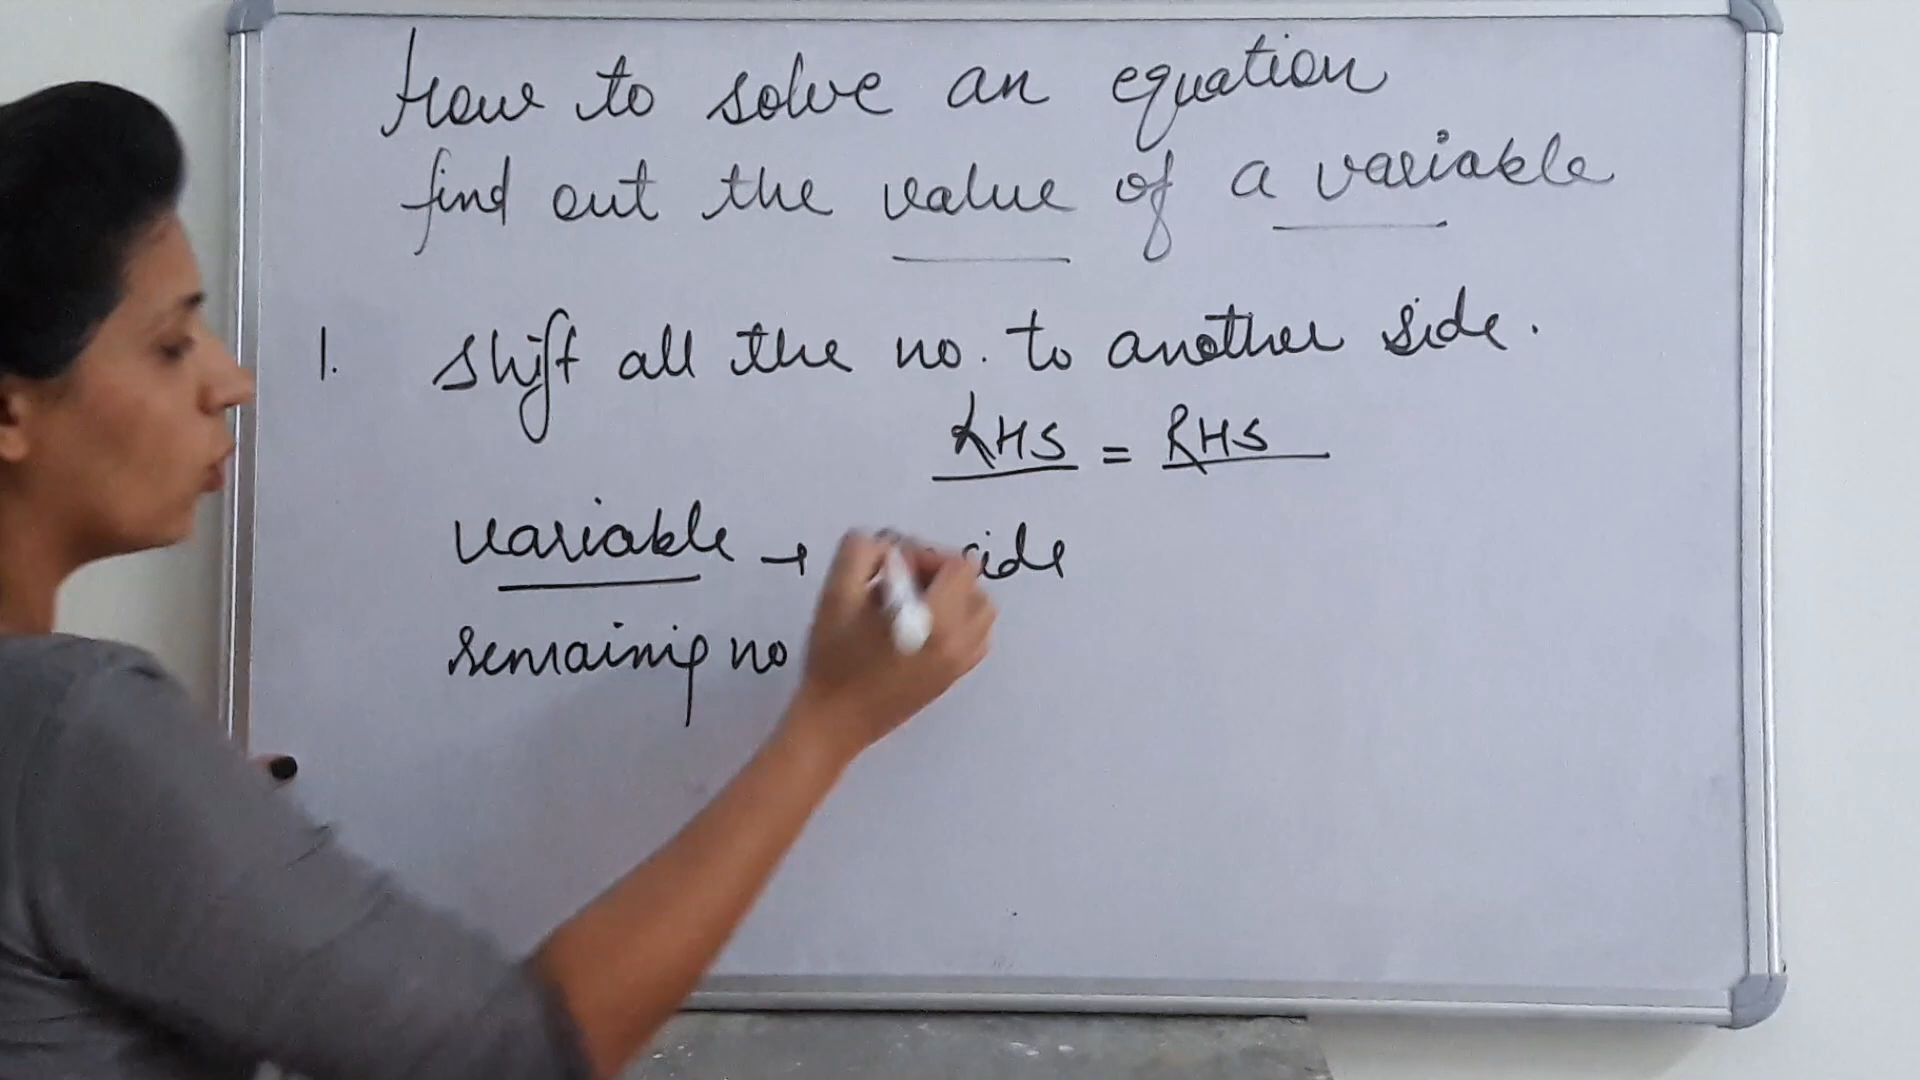 How to solve an equation
find out the value of a variable
1. Shift all the no. to another side.
LHS = RHS
variable → side
remaining no